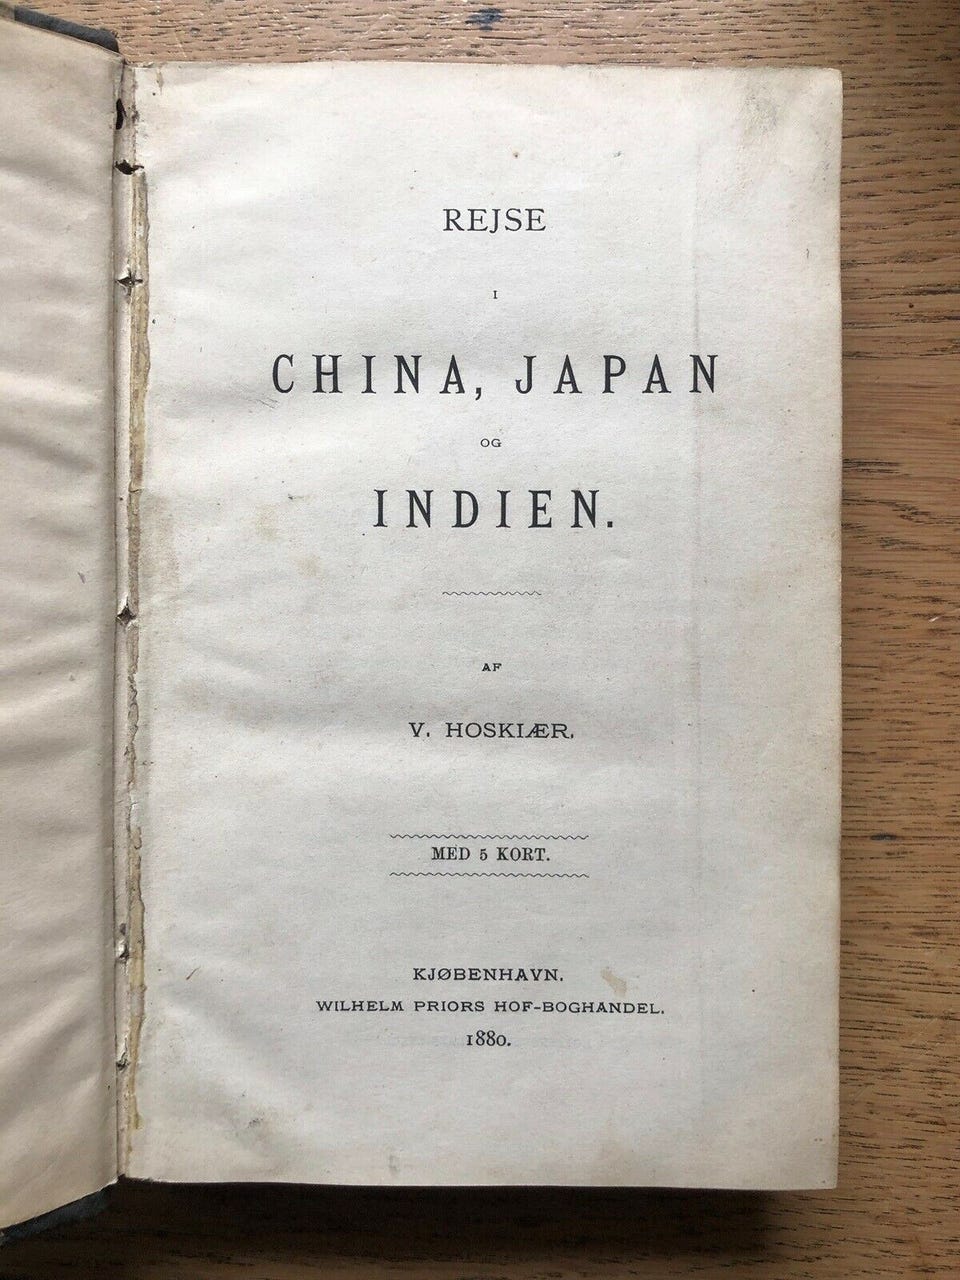 REJSE
I
CHINA, JAPAN
OG
INDIEN.
AF
V. HOSKIÆR.
MED 5 KORT.
KJØBENHAVN.
WILHELM PRIORS HOF-BOGHANDEL.
1880.